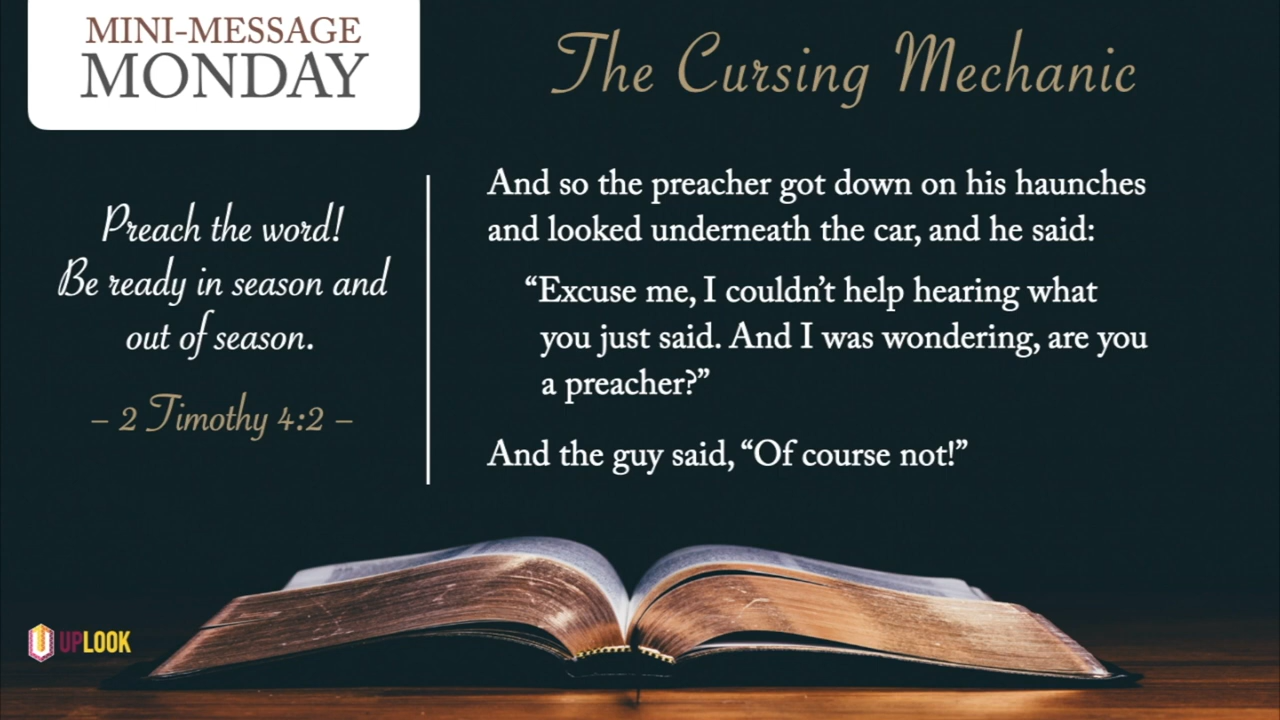 MINI-MESSAGE
MONDAY
The Cursing Mechanic
Preach the word!
Be ready in season and
out of season.
– 2 Timothy 4:2 –
And so the preacher got down on his haunches
and looked underneath the car, and he said:
“Excuse me, I couldn’t help hearing what
you just said. And I was wondering, are you
a preacher?”
And the guy said, “Of course not!”
UPLOOK